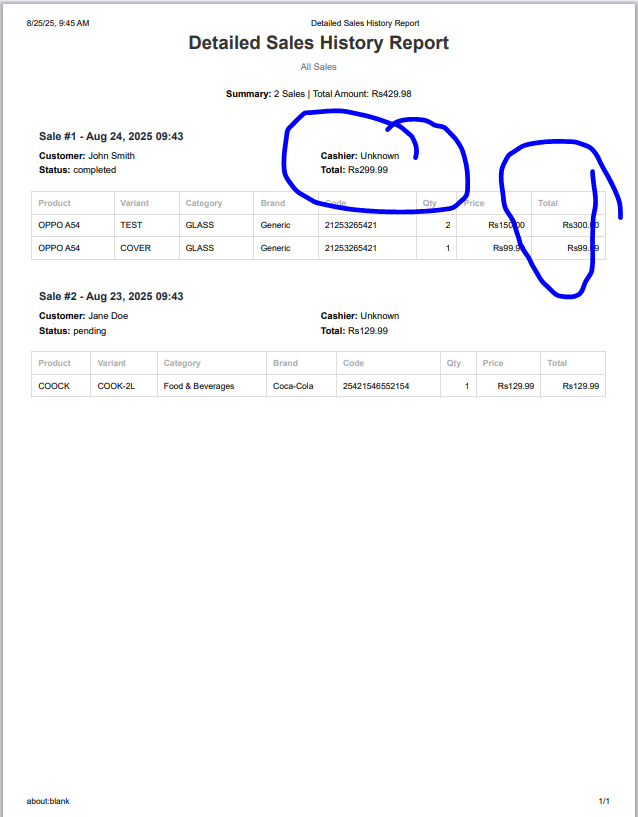 8/25/25, 9:45 AM Detailed Sales History Report
Detailed Sales History Report
All Sales
Summary: 2 Sales | Total Amount: Rs429.98
Sale #1 - Aug 24, 2025 09:43
Customer: John Smith Cashier: Unknown
Status: completed Total: Rs299.99
Product Variant Category Brand Code Qty Price Total
OPPO A54 TEST GLASS Generic 21253265421 2 Rs150.00 Rs300.00
OPPO A54 COVER GLASS Generic 21253265421 1 Rs99.99 Rs99.99
Sale #2 - Aug 23, 2025 09:43
Customer: Jane Doe Cashier: Unknown
Status: pending Total: Rs129.99
Product Variant Category Brand Code Qty Price Total
COOCK COOK-2L Food & Beverages Coca-Cola 25421546552154 1 Rs129.99 Rs129.99
about:blank 1/1